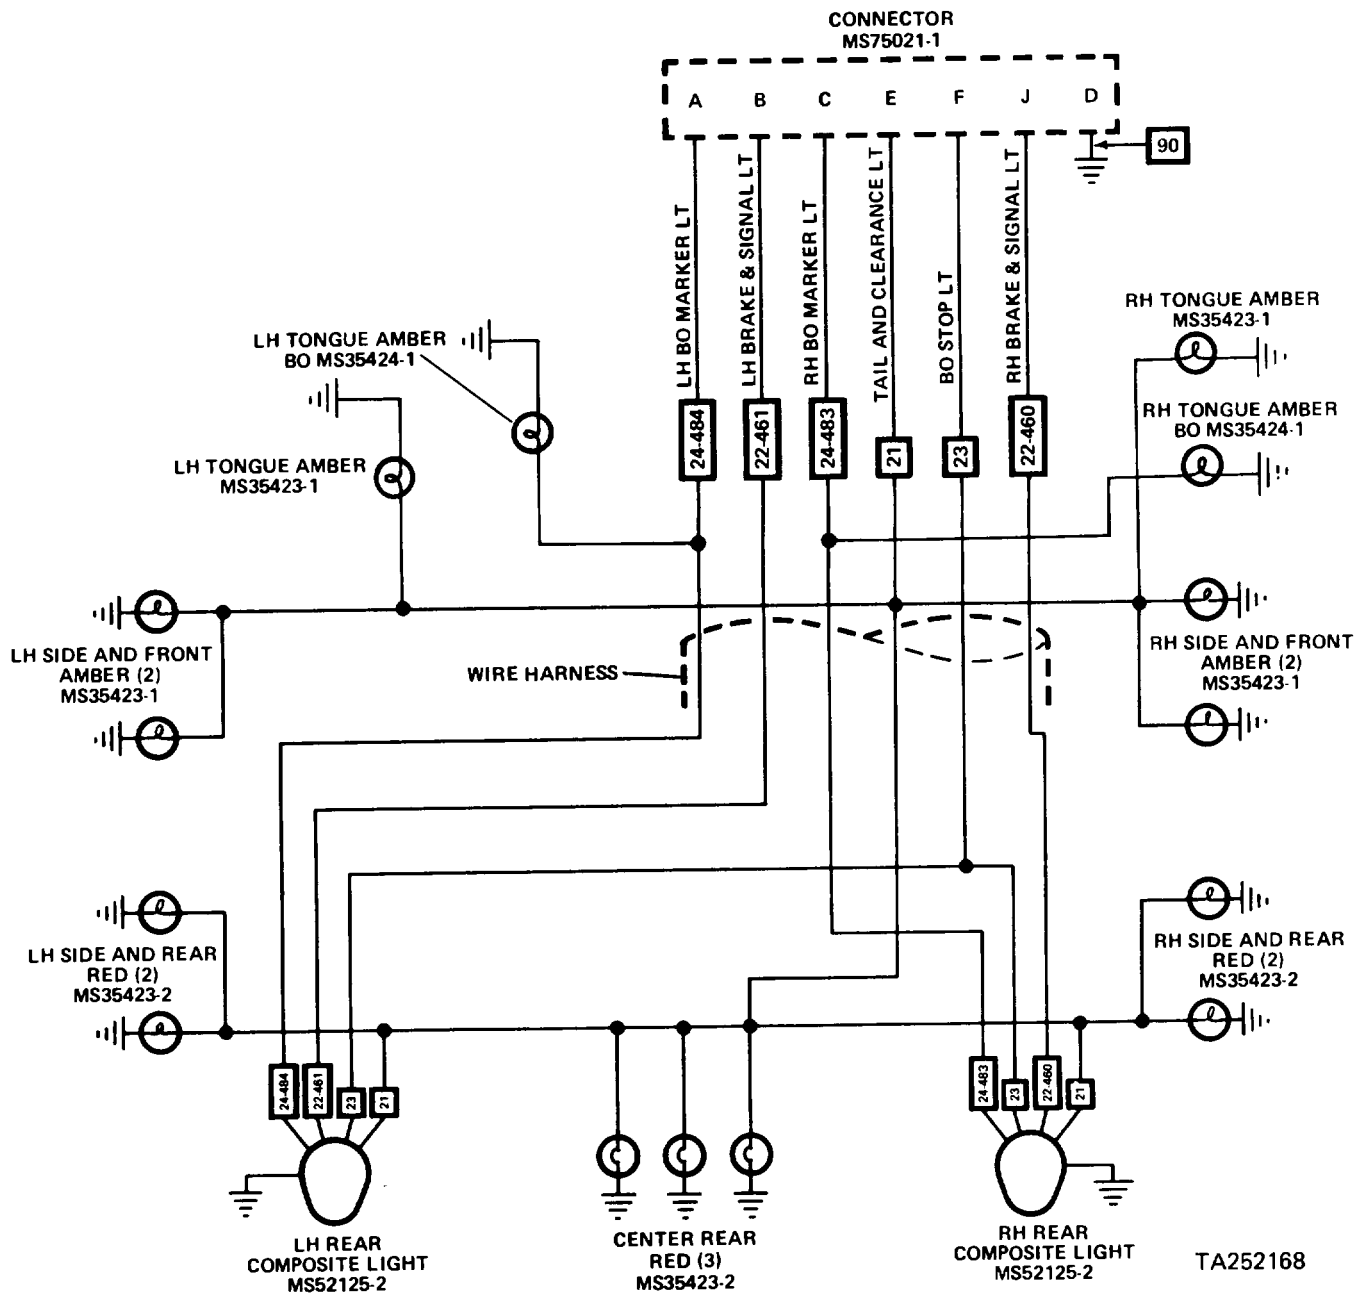 CONNECTOR
MS75021-1
A B C E F J D
90
LH BO MARKER LT
LH BRAKE & SIGNAL LT
RH BO MARKER LT
TAIL AND CLEARANCE LT
BO STOP LT
RH BRAKE & SIGNAL LT
24-484
22-461
24-483
21
23
22-460
LH TONGUE AMBER
BO MS35424-1
LH TONGUE AMBER
MS35423-1
RH TONGUE AMBER
MS35423-1
RH TONGUE AMBER
BO MS35424-1
LH SIDE AND FRONT
AMBER (2)
MS35423-1
WIRE HARNESS
RH SIDE AND FRONT
AMBER (2)
MS35423-1
LH SIDE AND REAR
RED (2)
MS35423-2
RH SIDE AND REAR
RED (2)
MS35423-2
24-484
22-461
23
21
24-483
23
22-460
21
LH REAR
COMPOSITE LIGHT
MS52125-2
CENTER REAR
RED (3)
MS35423-2
RH REAR
COMPOSITE LIGHT
MS52125-2
TA252168